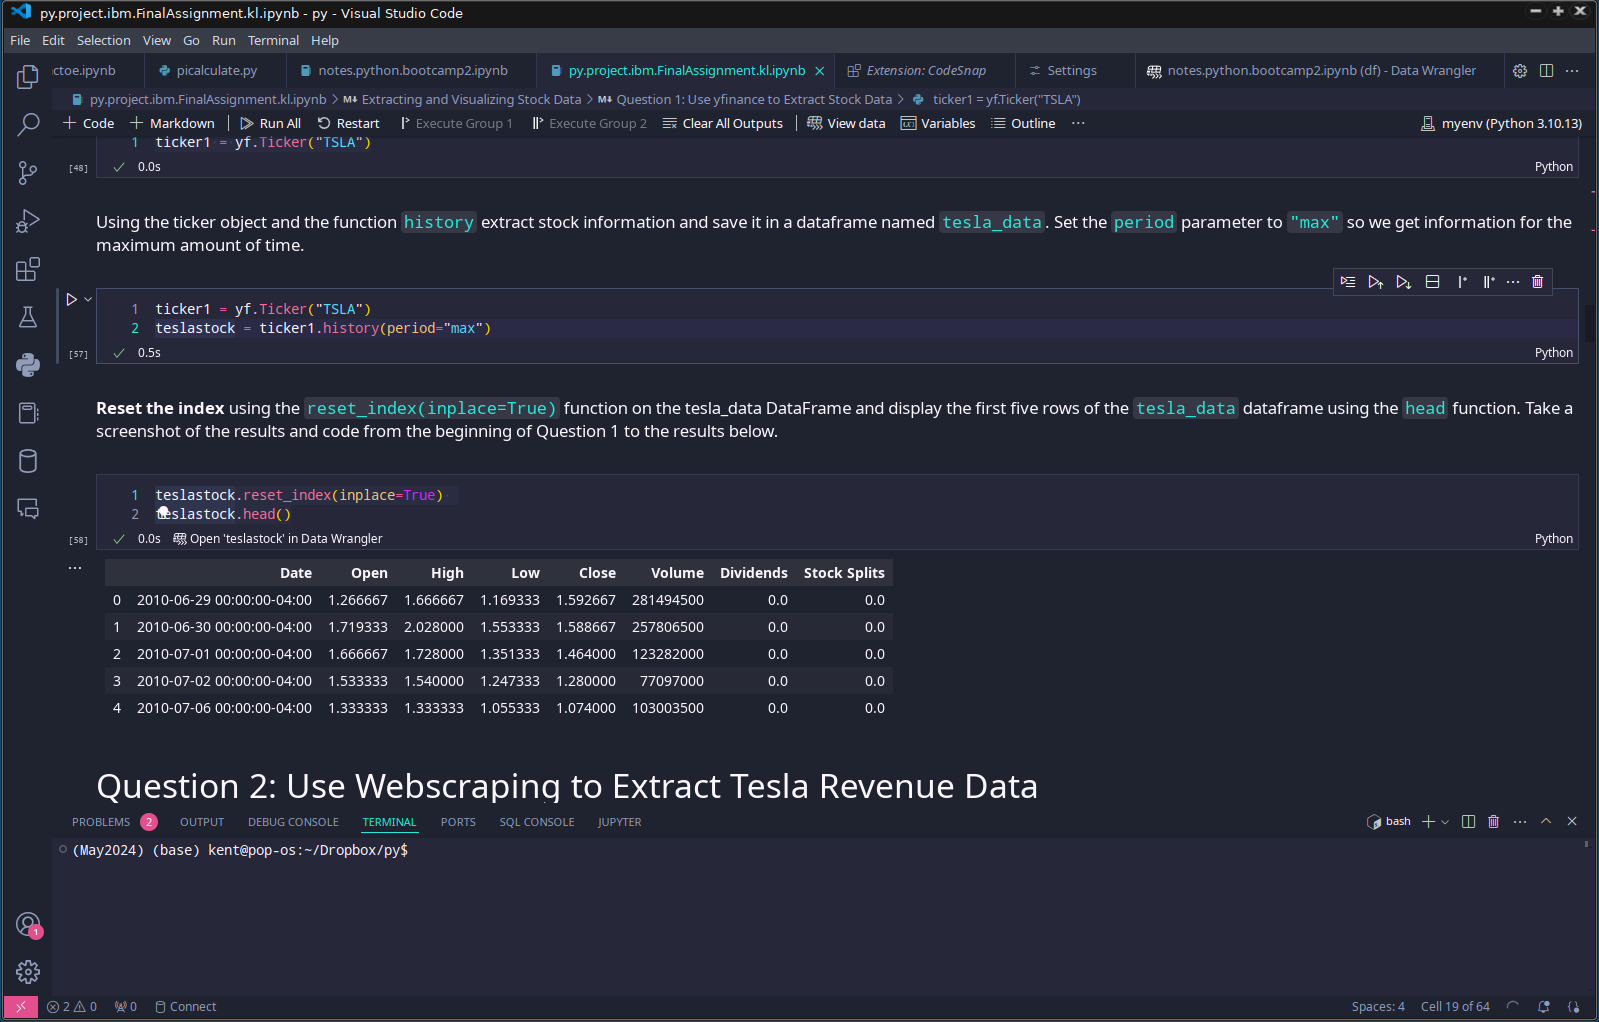 py.project.ibm.FinalAssignment.kl.ipynb - py - Visual Studio Code
File Edit Selection View Go Run Terminal Help
ctoe.ipynb picalculate.py notes.python.bootcamp2.ipynb py.project.ibm.FinalAssignment.kl.ipynb Extension: CodeSnap Settings notes.python.bootcamp2.ipynb (df) - Data Wrangler
py.project.ibm.FinalAssignment.kl.ipynb > M↓ Extracting and Visualizing Stock Data > M↓ Question 1: Use yfinance to Extract Stock Data > ticker1 = yf.Ticker("TSLA")
+ Code + Markdown | Run All Restart Execute Group 1 Execute Group 2 Clear All Outputs | View data Variables Outline ... myenv (Python 3.10.13)
1 ticker1 = yf.Ticker("TSLA")
[48] ✓ 0.0s Python
Using the ticker object and the function history extract stock information and save it in a dataframe named tesla_data. Set the period parameter to "max" so we get information for the
maximum amount of time.
1 ticker1 = yf.Ticker("TSLA")
2 teslastock = ticker1.history(period="max")
[57] ✓ 0.5s Python
Reset the index using the reset_index(inplace=True) function on the tesla_data DataFrame and display the first five rows of the tesla_data dataframe using the head function. Take a
screenshot of the results and code from the beginning of Question 1 to the results below.
1 teslastock.reset_index(inplace=True)
2 teslastock.head()
[58] ✓ 0.0s Open 'teslastock' in Data Wrangler Python
... Date Open High Low Close Volume Dividends Stock Splits
0 2010-06-29 00:00:00-04:00 1.266667 1.666667 1.169333 1.592667 281494500 0.0 0.0
1 2010-06-30 00:00:00-04:00 1.719333 2.028000 1.553333 1.588667 257806500 0.0 0.0
2 2010-07-01 00:00:00-04:00 1.666667 1.728000 1.351333 1.464000 123282000 0.0 0.0
3 2010-07-02 00:00:00-04:00 1.533333 1.540000 1.247333 1.280000 77097000 0.0 0.0
4 2010-07-06 00:00:00-04:00 1.333333 1.333333 1.055333 1.074000 103003500 0.0 0.0
Question 2: Use Webscraping to Extract Tesla Revenue Data
PROBLEMS 2 OUTPUT DEBUG CONSOLE TERMINAL PORTS SQL CONSOLE JUPYTER bash
(May2024) (base) kent@pop-os:~/Dropbox/py$
1
2 0 0 Connect Spaces: 4 Cell 19 of 64